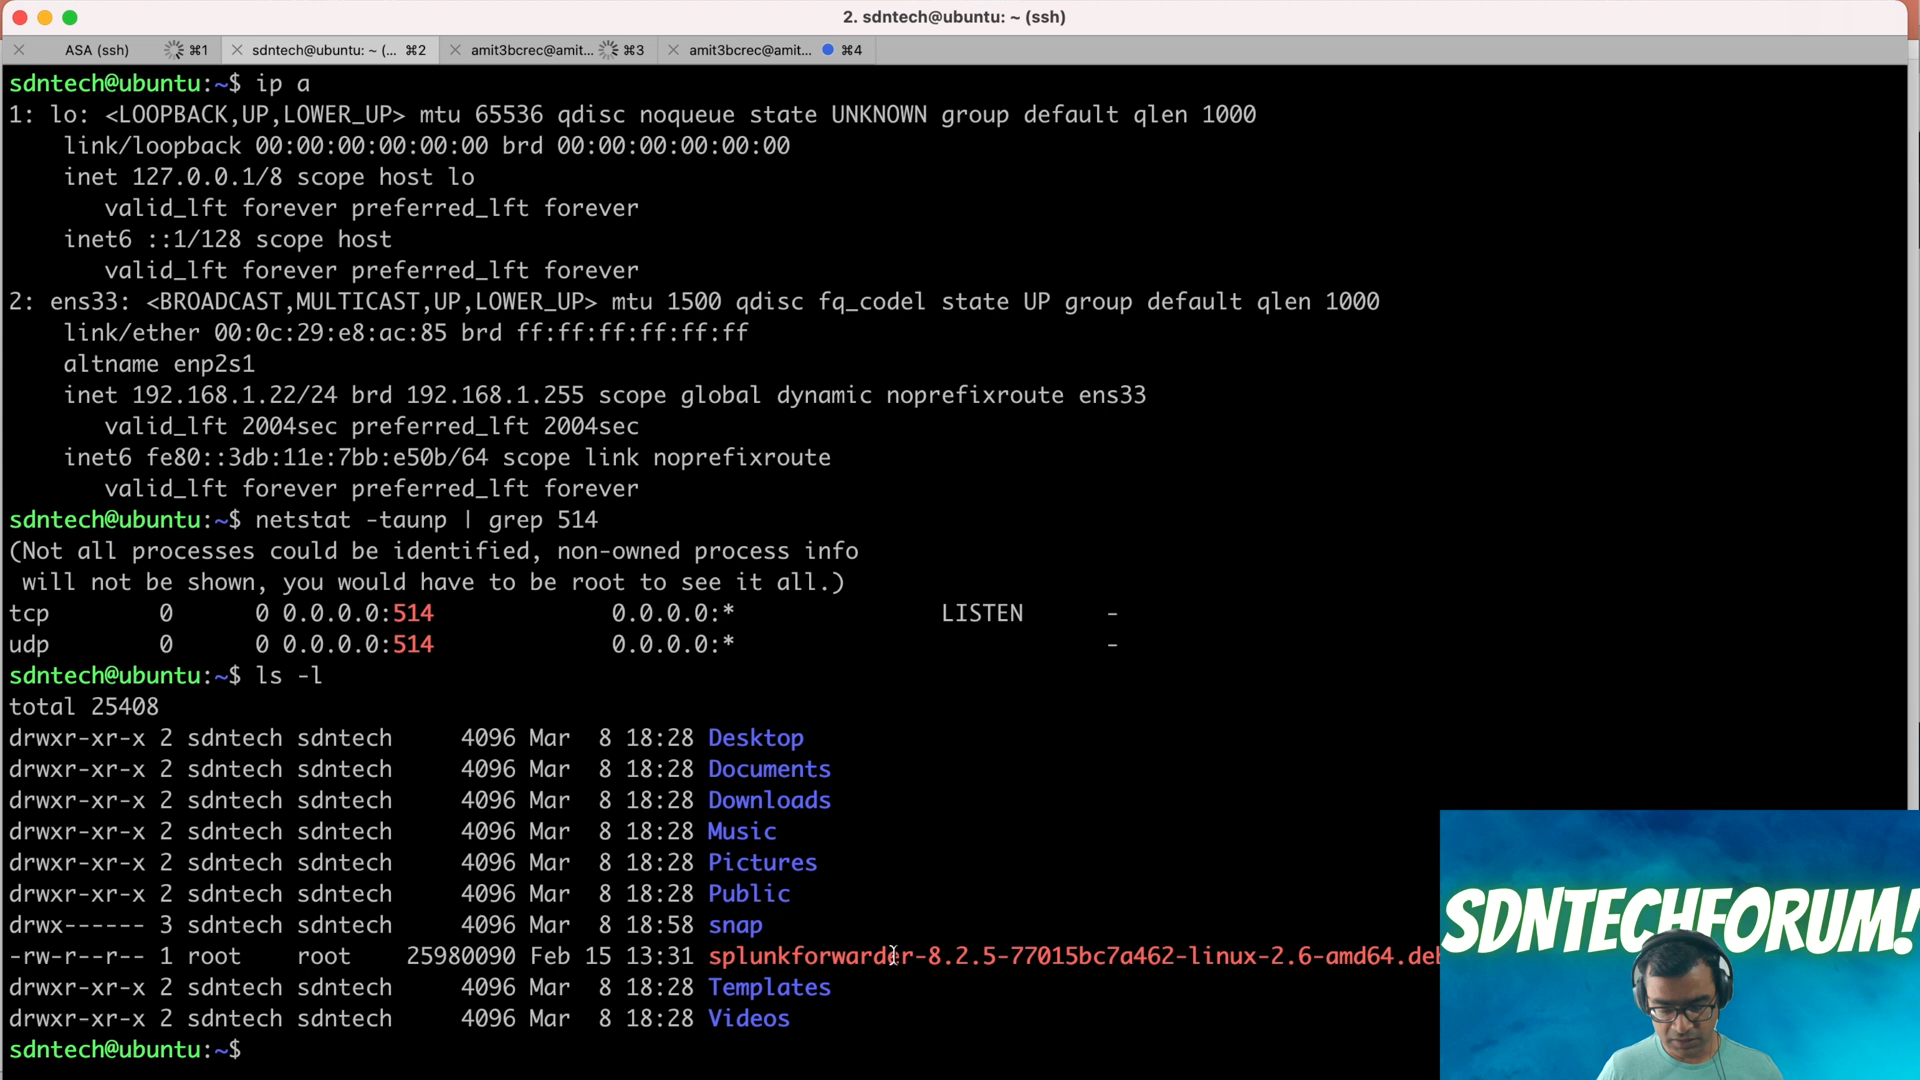 2. sdntech@ubuntu: ~ (ssh)
ASA (ssh) ⌘1 sdntech@ubuntu: ~ (... ⌘2 amit3bcrec@amit... ⌘3 amit3bcrec@amit... ⌘4
sdntech@ubuntu:~$ ip a
1: lo: <LOOPBACK,UP,LOWER_UP> mtu 65536 qdisc noqueue state UNKNOWN group default qlen 1000
    link/loopback 00:00:00:00:00:00 brd 00:00:00:00:00:00
    inet 127.0.0.1/8 scope host lo
       valid_lft forever preferred_lft forever
    inet6 ::1/128 scope host
       valid_lft forever preferred_lft forever
2: ens33: <BROADCAST,MULTICAST,UP,LOWER_UP> mtu 1500 qdisc fq_codel state UP group default qlen 1000
    link/ether 00:0c:29:e8:ac:85 brd ff:ff:ff:ff:ff:ff
    altname enp2s1
    inet 192.168.1.22/24 brd 192.168.1.255 scope global dynamic noprefixroute ens33
       valid_lft 2004sec preferred_lft 2004sec
    inet6 fe80::3db:11e:7bb:e50b/64 scope link noprefixroute
       valid_lft forever preferred_lft forever
sdntech@ubuntu:~$ netstat -taunp | grep 514
(Not all processes could be identified, non-owned process info
 will not be shown, you would have to be root to see it all.)
tcp        0      0 0.0.0.0:514             0.0.0.0:*               LISTEN      -
udp        0      0 0.0.0.0:514             0.0.0.0:*                           -
sdntech@ubuntu:~$ ls -l
total 25408
drwxr-xr-x 2 sdntech sdntech     4096 Mar  8 18:28 Desktop
drwxr-xr-x 2 sdntech sdntech     4096 Mar  8 18:28 Documents
drwxr-xr-x 2 sdntech sdntech     4096 Mar  8 18:28 Downloads
drwxr-xr-x 2 sdntech sdntech     4096 Mar  8 18:28 Music
drwxr-xr-x 2 sdntech sdntech     4096 Mar  8 18:28 Pictures
drwxr-xr-x 2 sdntech sdntech     4096 Mar  8 18:28 Public
drwx------ 3 sdntech sdntech     4096 Mar  8 18:58 snap
-rw-r--r-- 1 root    root    25980090 Feb 15 13:31 splunkforwarder-8.2.5-77015bc7a462-linux-2.6-amd64.deb
drwxr-xr-x 2 sdntech sdntech     4096 Mar  8 18:28 Templates
drwxr-xr-x 2 sdntech sdntech     4096 Mar  8 18:28 Videos
sdntech@ubuntu:~$
SDNTECHFORUM!